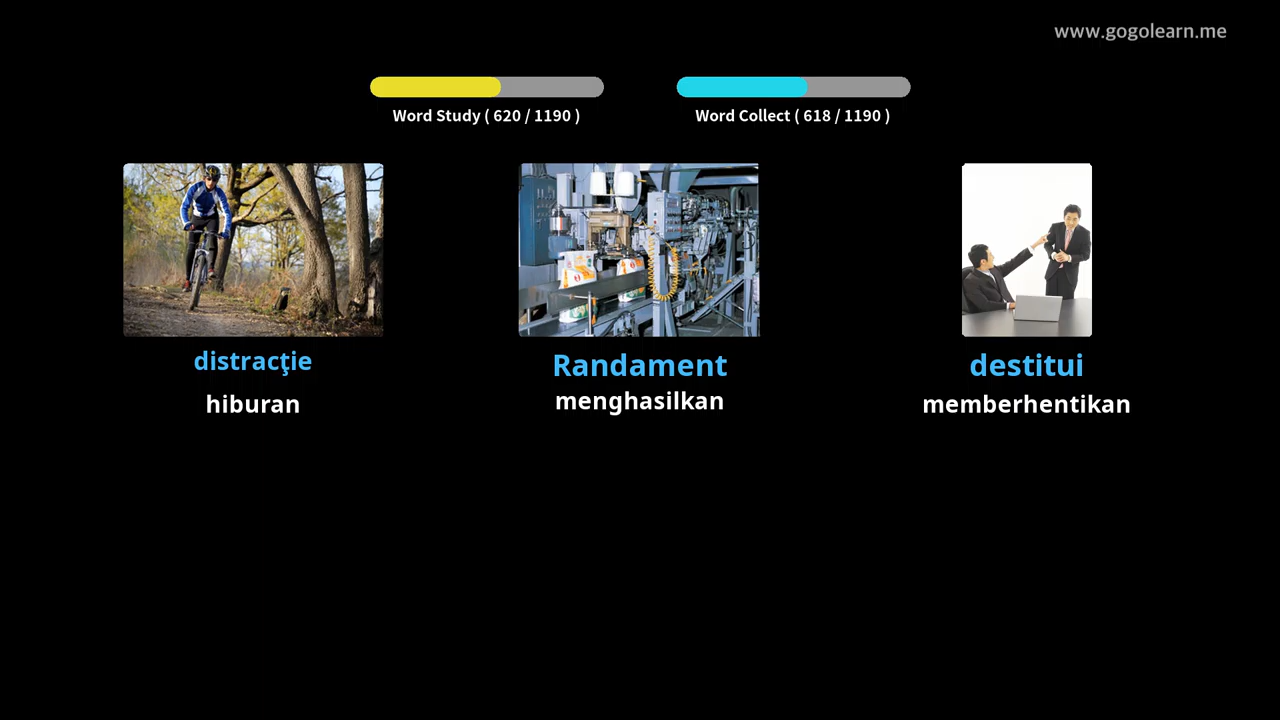 www.gogolearn.me
Word Study ( 620 / 1190 )
Word Collect ( 618 / 1190 )
distracţie
Randament
destitui
hiburan
menghasilkan
memberhentikan